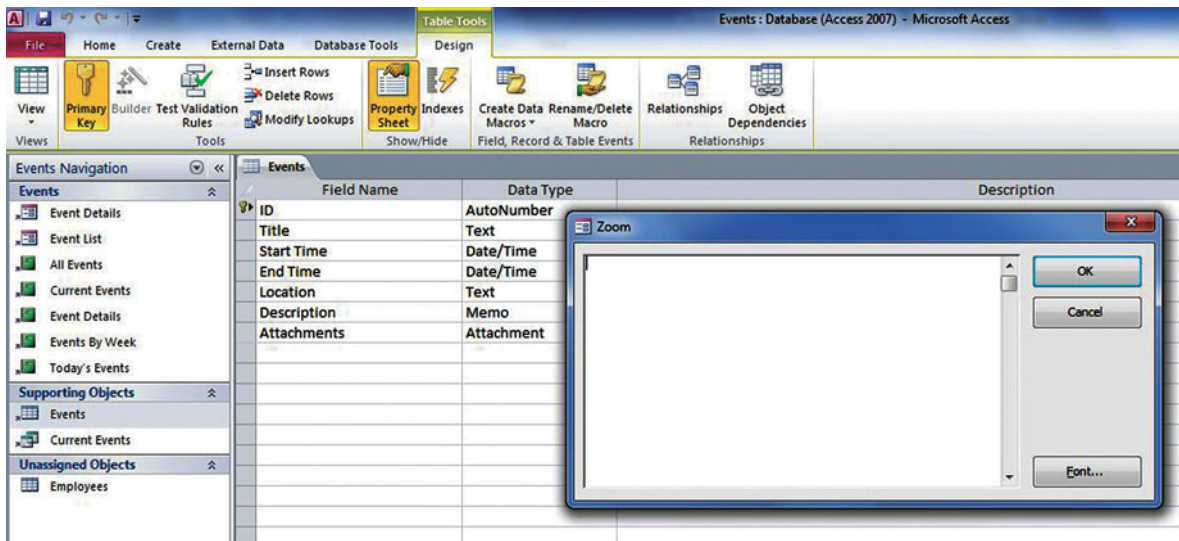 Table Tools
Events : Database (Access 2007) - Microsoft Access
File Home Create External Data Database Tools Design
View
Primary Key
Builder
Test Validation Rules
Insert Rows
Delete Rows
Modify Lookups
Property Sheet
Indexes
Create Data Macros
Rename/Delete Macro
Relationships
Object Dependencies
Views Tools Show/Hide Field, Record & Table Events Relationships
Events Navigation
Events
Event Details
Event List
All Events
Current Events
Event Details
Events By Week
Today's Events
Supporting Objects
Events
Current Events
Unassigned Objects
Employees
Events
Field Name Data Type Description
ID AutoNumber
Title Text
Start Time Date/Time
End Time Date/Time
Location Text
Description Memo
Attachments Attachment
Zoom
OK
Cancel
Font...